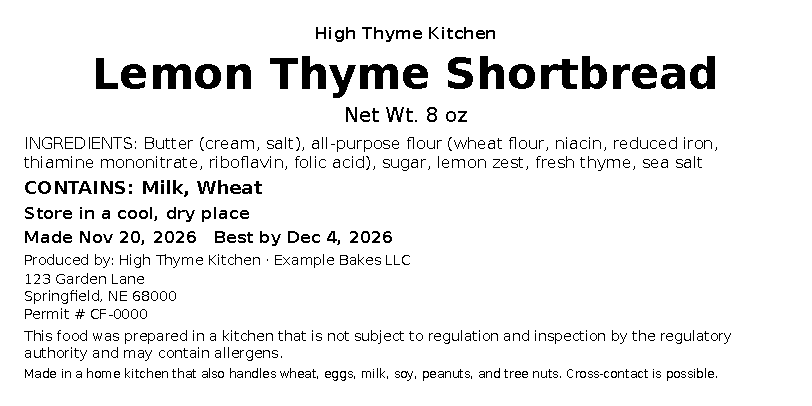 High Thyme Kitchen
Lemon Thyme Shortbread
Net Wt. 8 oz
INGREDIENTS: Butter (cream, salt), all-purpose flour (wheat flour, niacin, reduced iron,
thiamine mononitrate, riboflavin, folic acid), sugar, lemon zest, fresh thyme, sea salt
CONTAINS: Milk, Wheat
Store in a cool, dry place
Made Nov 20, 2026   Best by Dec 4, 2026
Produced by: High Thyme Kitchen · Example Bakes LLC
123 Garden Lane
Springfield, NE 68000
Permit # CF-0000
This food was prepared in a kitchen that is not subject to regulation and inspection by the regulatory
authority and may contain allergens.
Made in a home kitchen that also handles wheat, eggs, milk, soy, peanuts, and tree nuts. Cross-contact is possible.